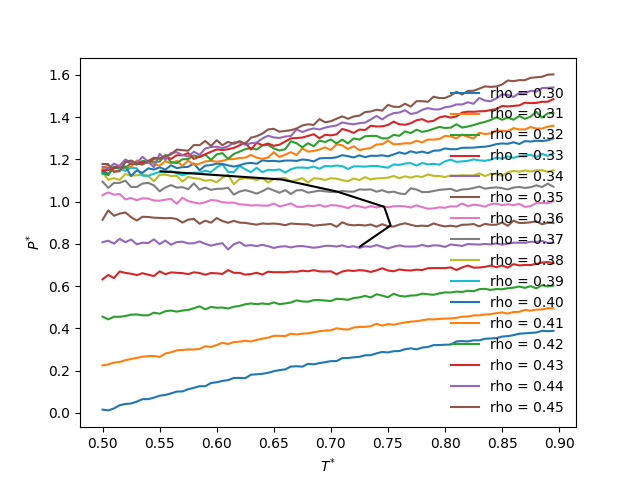 1.6
1.4
1.2
1.0
0.8
0.6
0.4
0.2
0.0
P*
0.50 0.55 0.60 0.65 0.70 0.75 0.80 0.85 0.90
T*
rho = 0.30
rho = 0.31
rho = 0.32
rho = 0.33
rho = 0.34
rho = 0.35
rho = 0.36
rho = 0.37
rho = 0.38
rho = 0.39
rho = 0.40
rho = 0.41
rho = 0.42
rho = 0.43
rho = 0.44
rho = 0.45